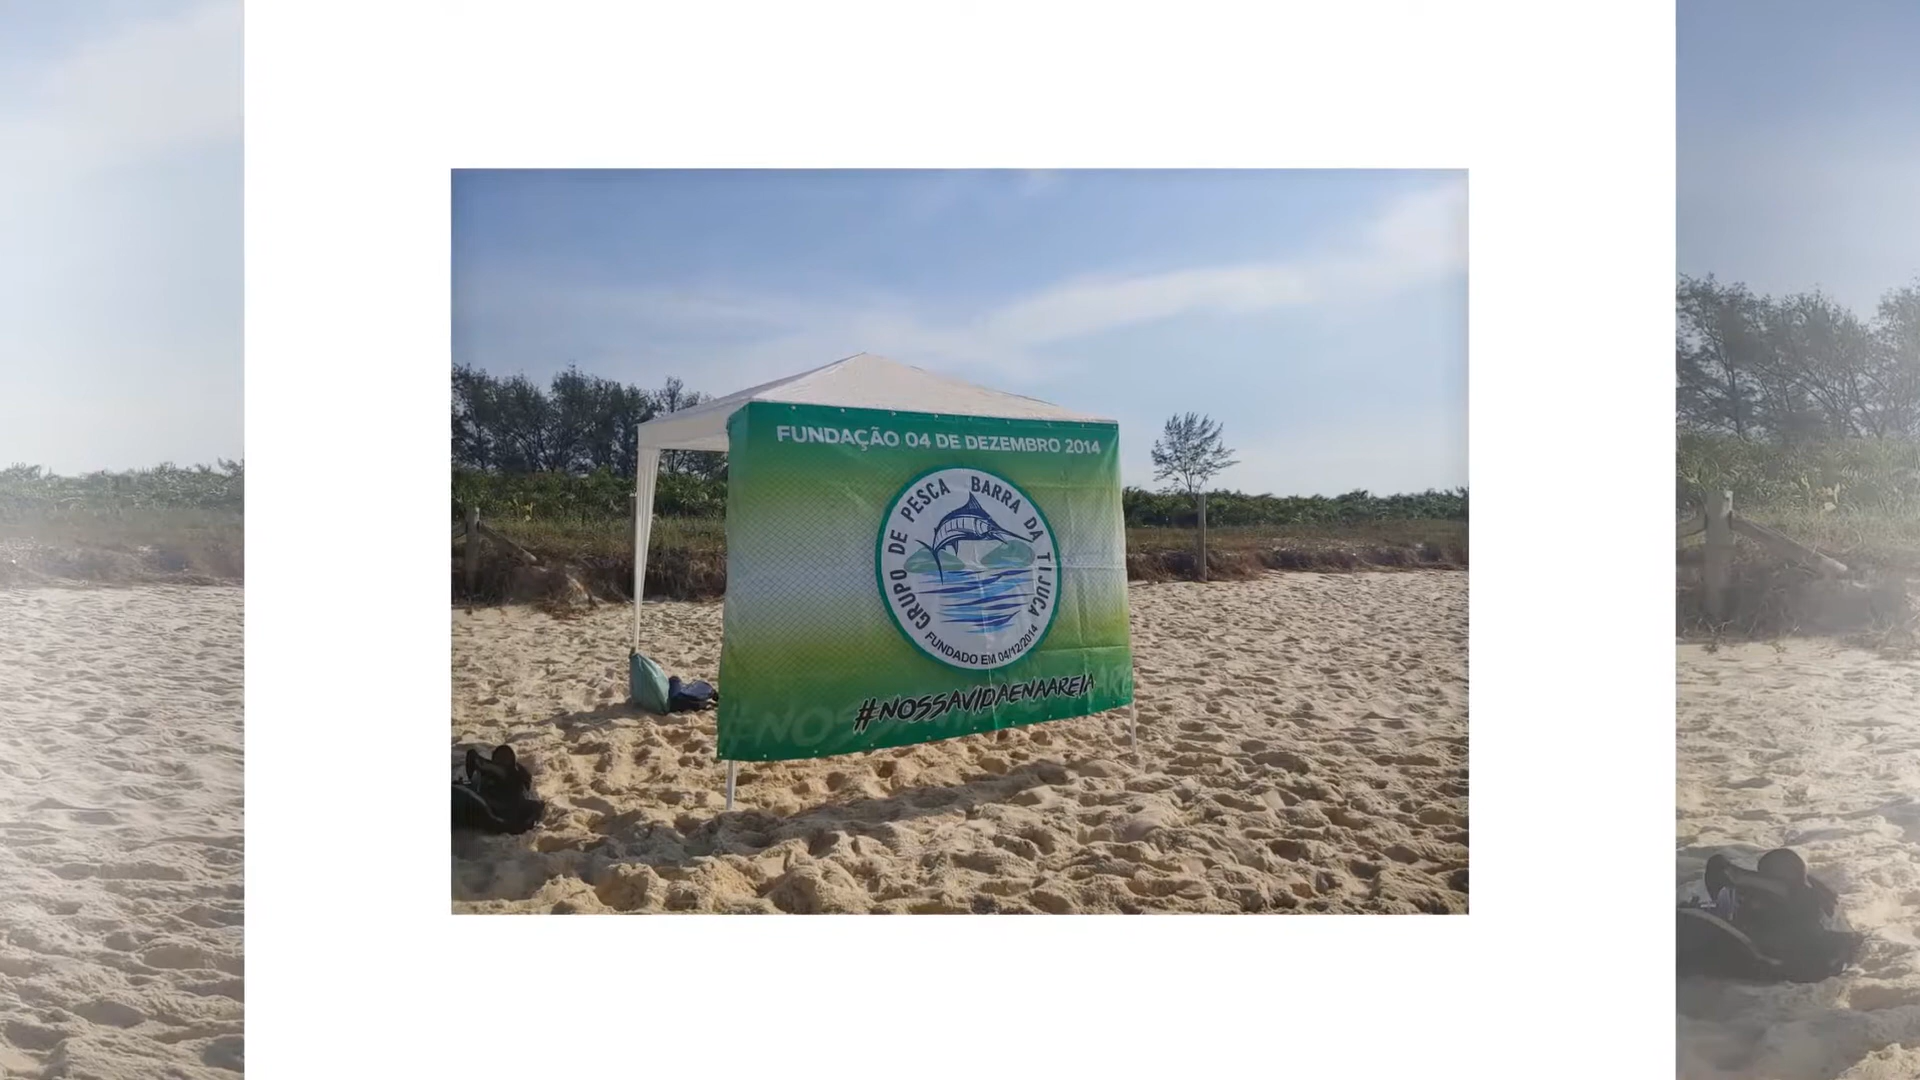 FUNDAÇÃO 04 DE DEZEMBRO 2014
GRUPO DE PESCA BARRA DA TIJUCA
FUNDADO EM 04/12/2014
#NOSSAVIDAENAAREIA